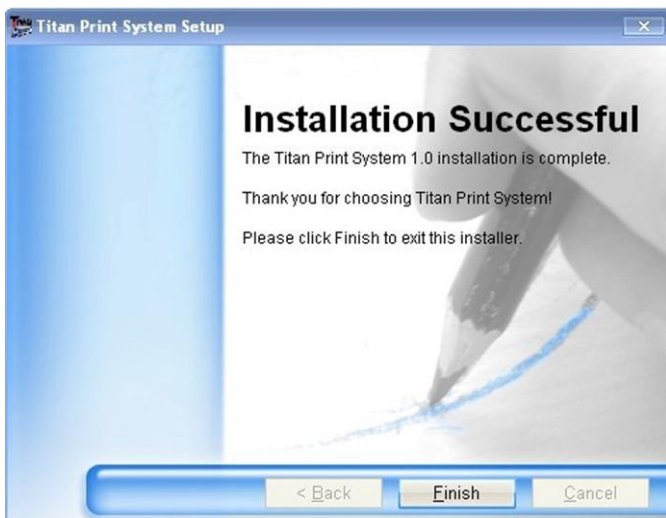 Titan Print System Setup
Installation Successful
The Titan Print System 1.0 installation is complete.
Thank you for choosing Titan Print System!
Please click Finish to exit this installer.
< Back Finish Cancel